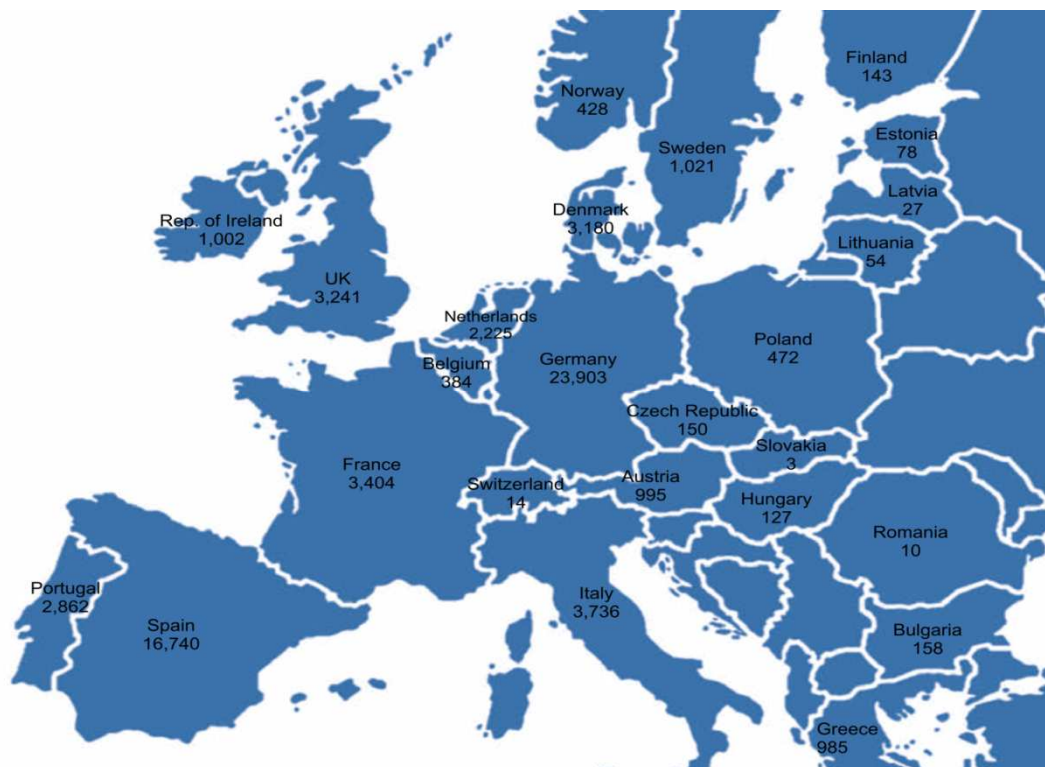 Finland
143
Norway
428
Estonia
78
Sweden
1,021
Latvia
27
Denmark
3,180
Rep. of Ireland
1,002
Lithuania
54
UK
3,241
Netherlands
2,225
Poland
472
Belgium
384
Germany
23,903
Czech Republic
150
Slovakia
3
France
3,404
Switzerland
14
Austria
995
Hungary
127
Romania
10
Portugal
2,862
Italy
3,736
Spain
16,740
Bulgaria
158
Greece
985